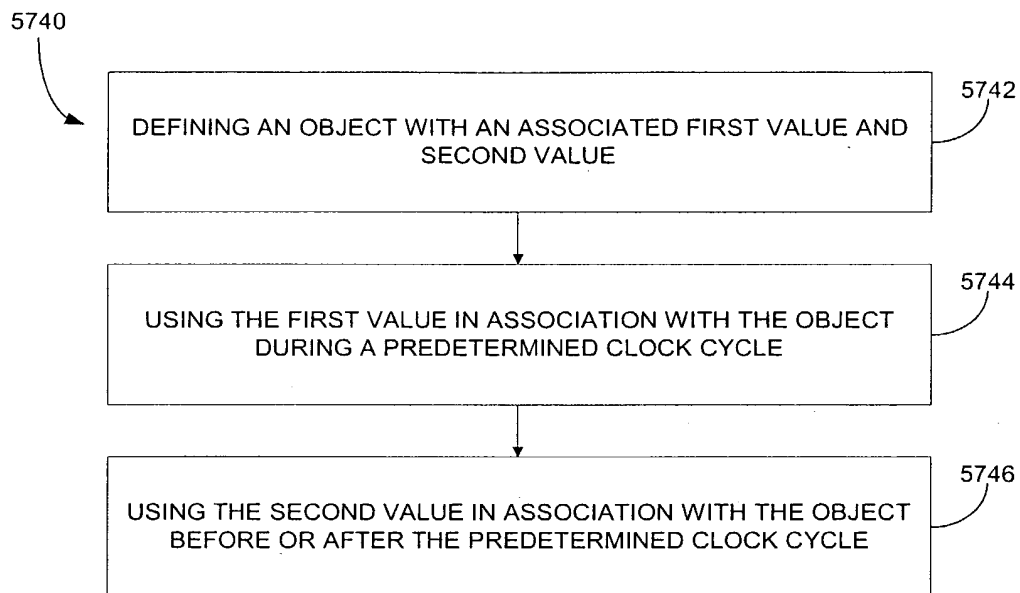 5740
5742
DEFINING AN OBJECT WITH AN ASSOCIATED FIRST VALUE AND
SECOND VALUE
5744
USING THE FIRST VALUE IN ASSOCIATION WITH THE OBJECT
DURING A PREDETERMINED CLOCK CYCLE
5746
USING THE SECOND VALUE IN ASSOCIATION WITH THE OBJECT
BEFORE OR AFTER THE PREDETERMINED CLOCK CYCLE